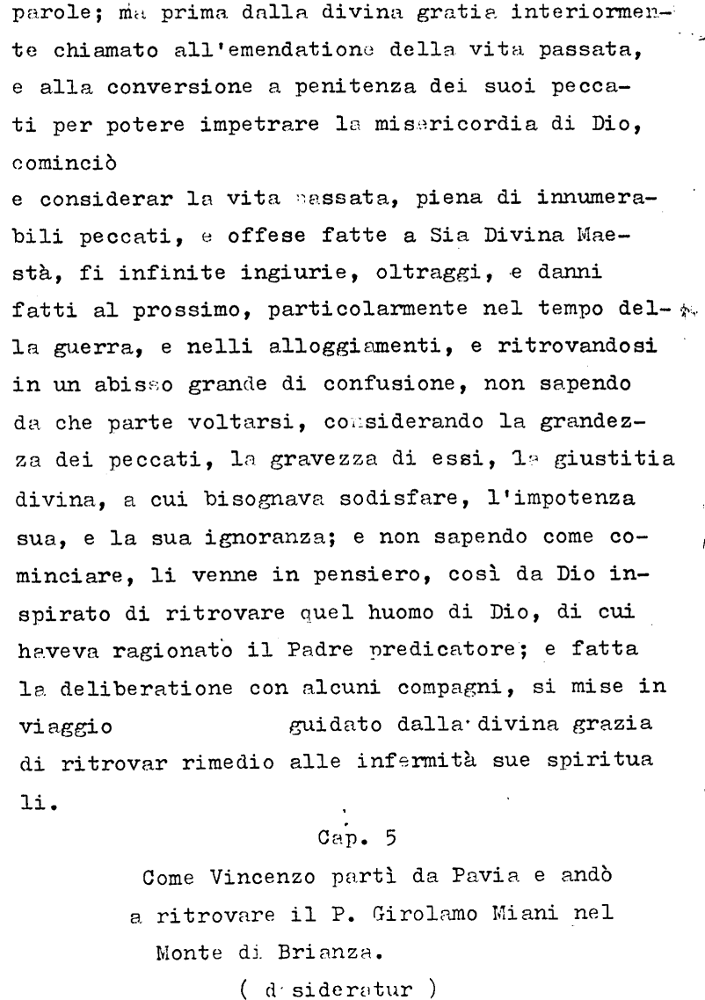 parole; ma prima dalla divina gratia interiormen-
te chiamato all'emendatione della vita passata,
e alla conversione a penitenza dei suoi pecca-
ti per potere impetrare la misericordia di Dio,
cominciò
e considerar la vita passata, piena di innumera-
bili peccati, e offese fatte a Sia Divina Mae-
stà, fi infinite ingiurie, oltraggi, e danni
fatti al prossimo, particolarmente nel tempo del-
la guerra, e nelli alloggiamenti, e ritrovandosi
in un abisso grande di confusione, non sapendo
da che parte voltarsi, considerando la grandez-
za dei peccati, la gravezza di essi, la giustitia
divina, a cui bisognava sodisfare, l'impotenza
sua, e la sua ignoranza; e non sapendo come co-
minciare, li venne in pensiero, così da Dio in-
spirato di ritrovare quel huomo di Dio, di cui
haveva ragionato il Padre predicatore; e fatta
la deliberatione con alcuni compagni, si mise in
viaggio guidato dalla divina grazia
di ritrovar rimedio alle infermità sue spiritua
li.
Cap. 5
Come Vincenzo partì da Pavia e andò
a ritrovare il P. Girolamo Miani nel
Monte di Brianza.
( desideratur )